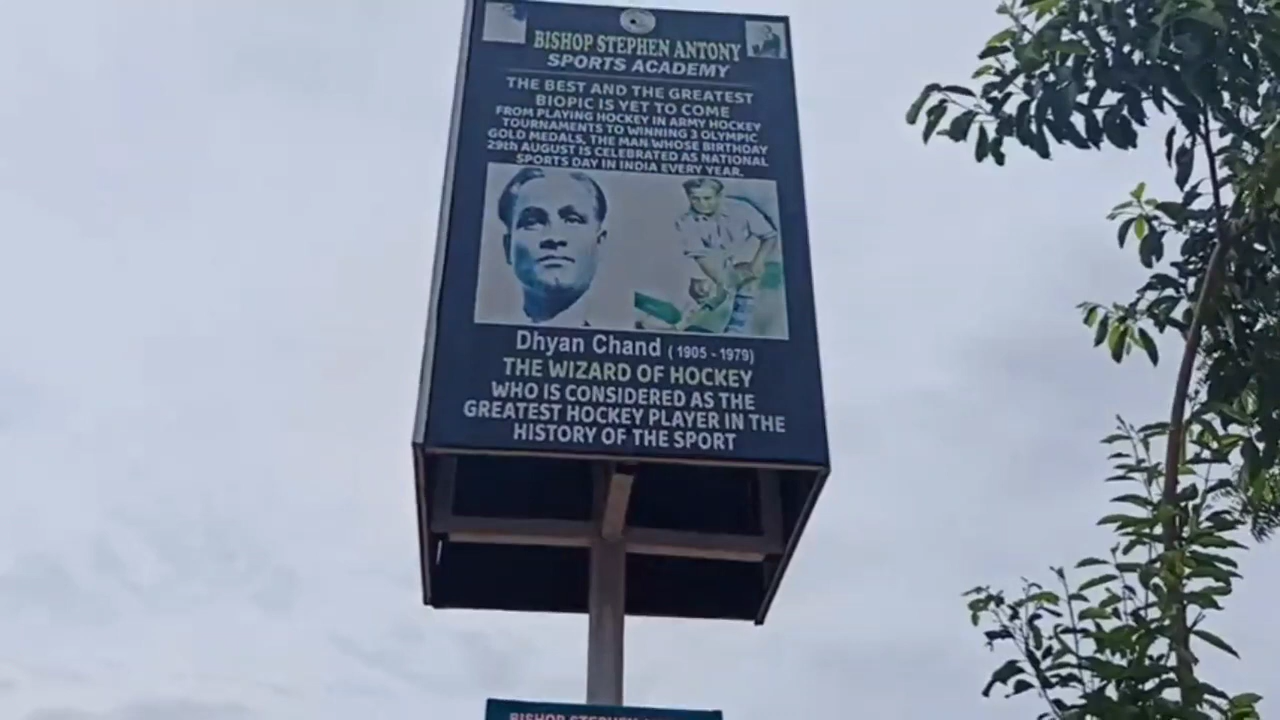 BISHOP STEPHEN ANTONY
SPORTS ACADEMY
THE BEST AND THE GREATEST
BIOPIC IS YET TO COME
FROM PLAYING HOCKEY IN ARMY HOCKEY
TOURNAMENTS TO WINNING 3 OLYMPIC
GOLD MEDALS, THE MAN WHOSE BIRTHDAY
29th AUGUST IS CELEBRATED AS NATIONAL
SPORTS DAY IN INDIA EVERY YEAR.
Dhyan Chand (1905 - 1979)
THE WIZARD OF HOCKEY
WHO IS CONSIDERED AS THE
GREATEST HOCKEY PLAYER IN THE
HISTORY OF THE SPORT
BISHOP STEPHEN